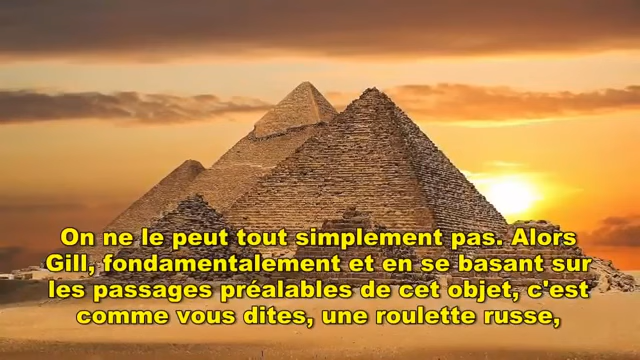 On ne le peut tout simplement pas. Alors
Gill, fondamentalement et en se basant sur
les passages préalables de cet objet, c'est
comme vous dites, une roulette russe,